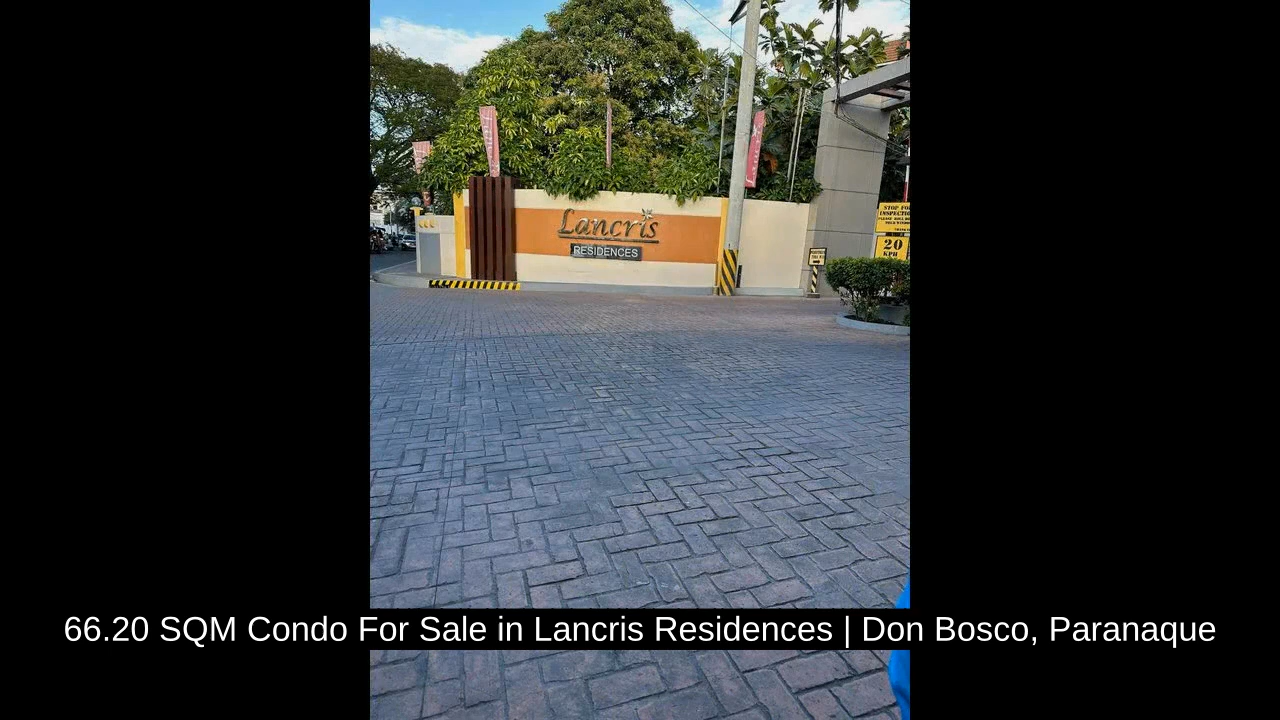 Lancris
RESIDENCES
STOP FOR
INSPECTION
20
KPH
66.20 SQM Condo For Sale in Lancris Residences | Don Bosco, Paranaque